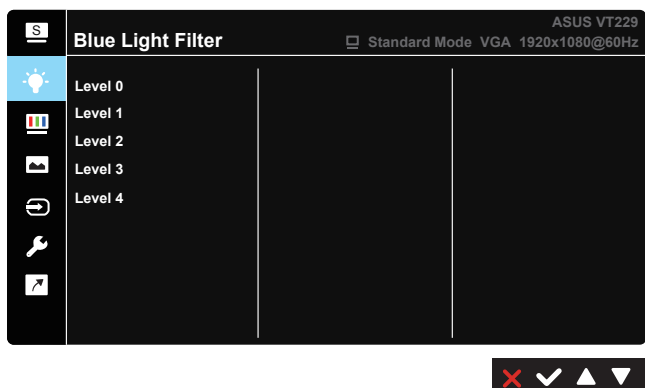 S
ASUS VT229
Blue Light Filter
Standard Mode VGA 1920x1080@60Hz
Level 0
Level 1
Level 2
Level 3
Level 4